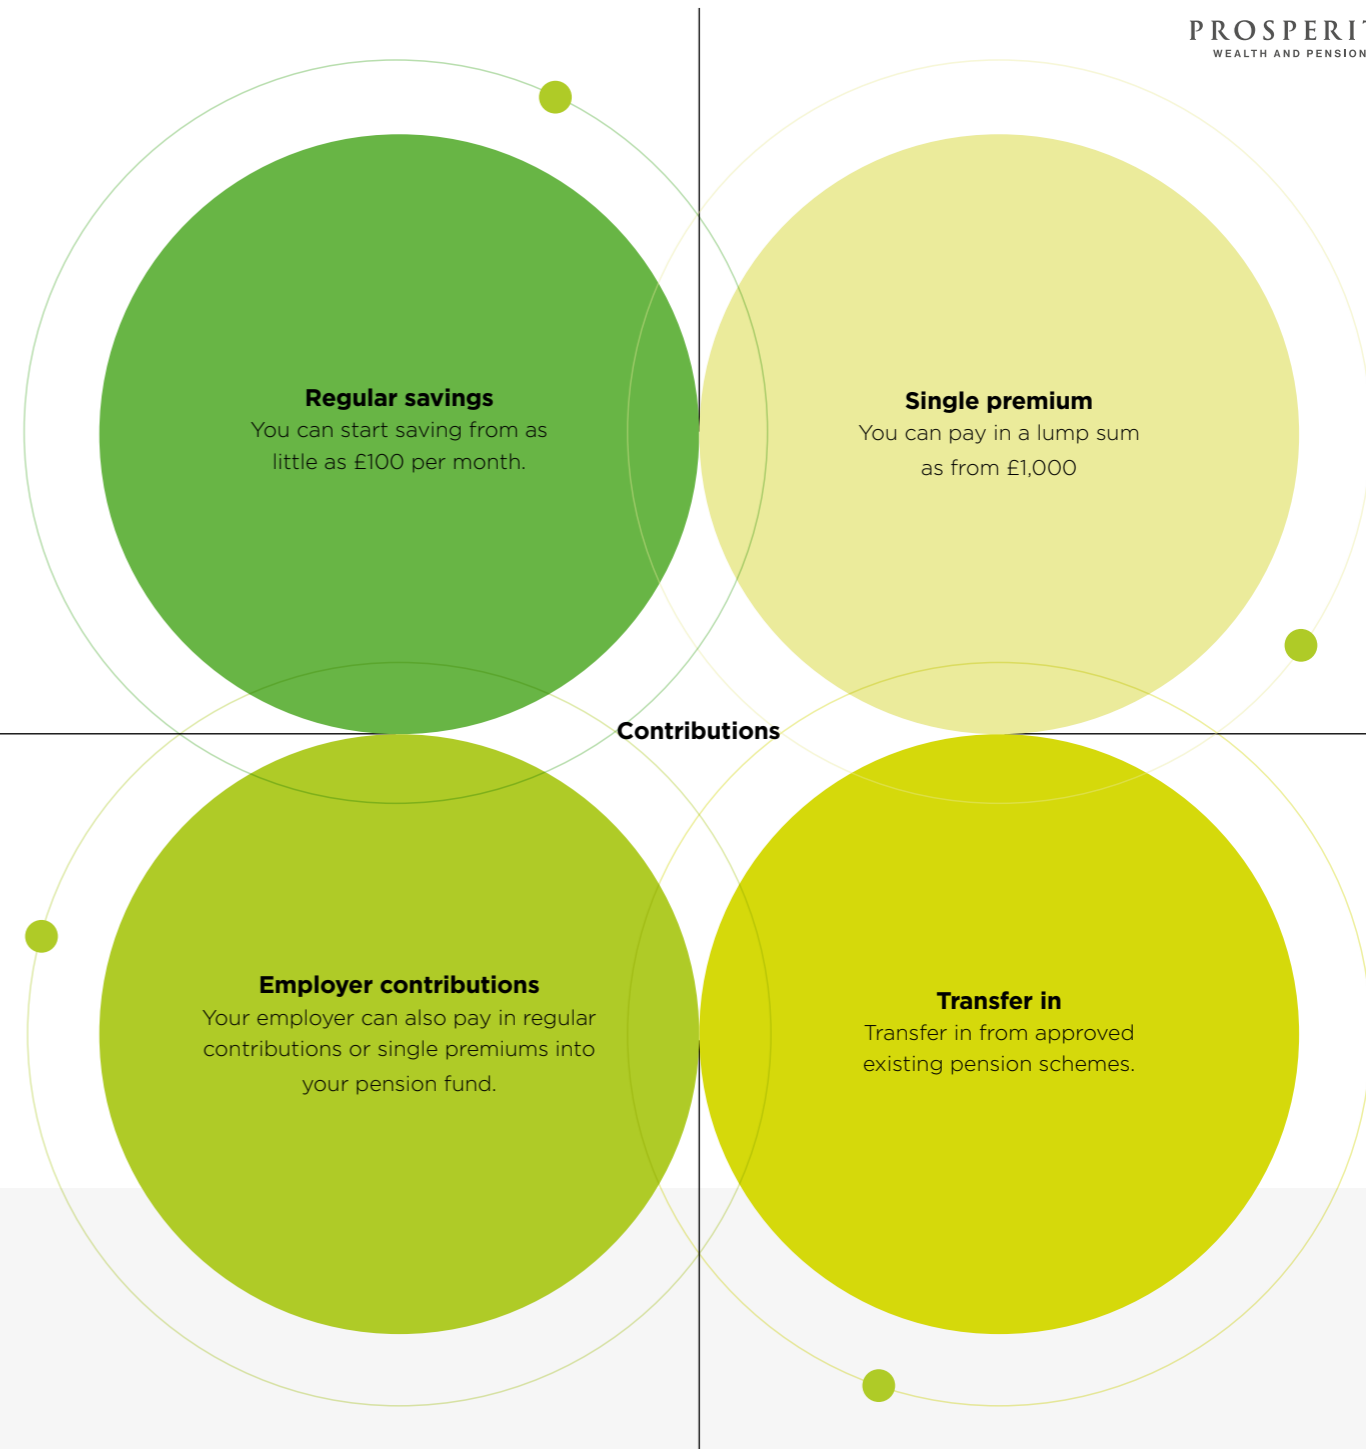 WEALTH AND PENSION
Regular savings
You can start saving from as
little as £100 per month.
Single premium
You can pay in a lump sum
as from £1,000
Contributions
Employer contributions
Your employer can also pay in regular
contributions or single premiums into
your pension fund.
Transfer in
Transfer in from approved
existing pension schemes.